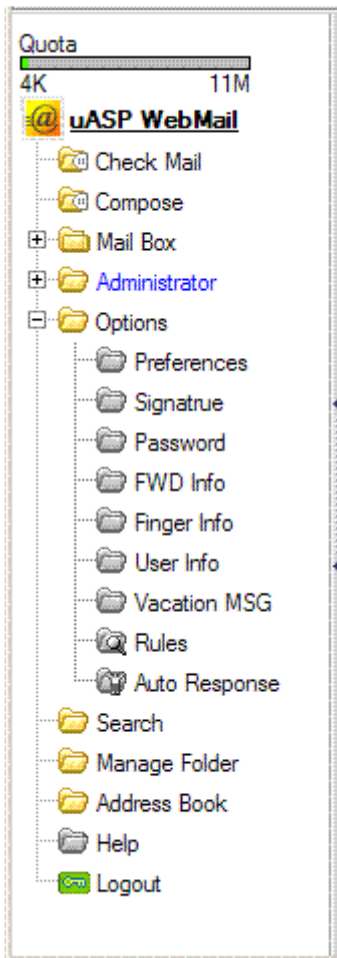 Quota
4K 11M
uASP WebMail
Check Mail
Compose
Mail Box
Administrator
Options
Preferences
Signatrue
Password
FWD Info
Finger Info
User Info
Vacation MSG
Rules
Auto Response
Search
Manage Folder
Address Book
Help
Logout